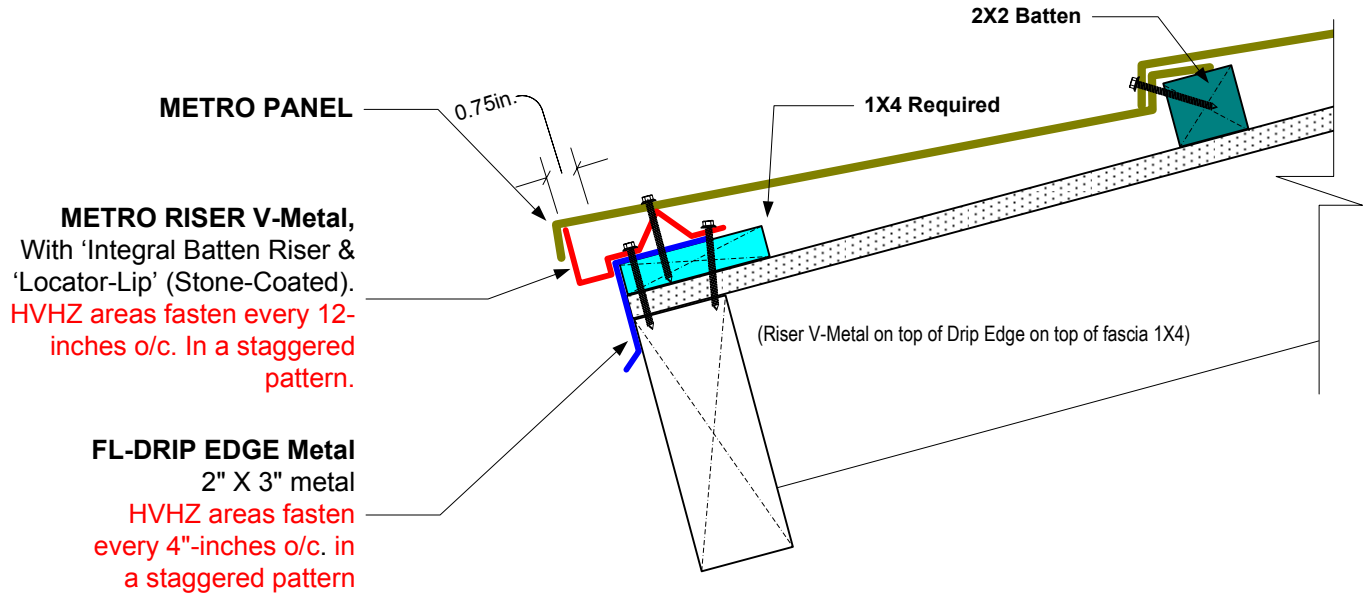 2X2 Batten
METRO PANEL
0.75in.
1X4 Required
METRO RISER V-Metal,
With ‘Integral Batten Riser &
‘Locator-Lip’ (Stone-Coated).
HVHZ areas fasten every 12-
inches o/c. In a staggered
pattern.
(Riser V-Metal on top of Drip Edge on top of fascia 1X4)
FL-DRIP EDGE Metal
2" X 3" metal
HVHZ areas fasten
every 4"-inches o/c. in
a staggered pattern